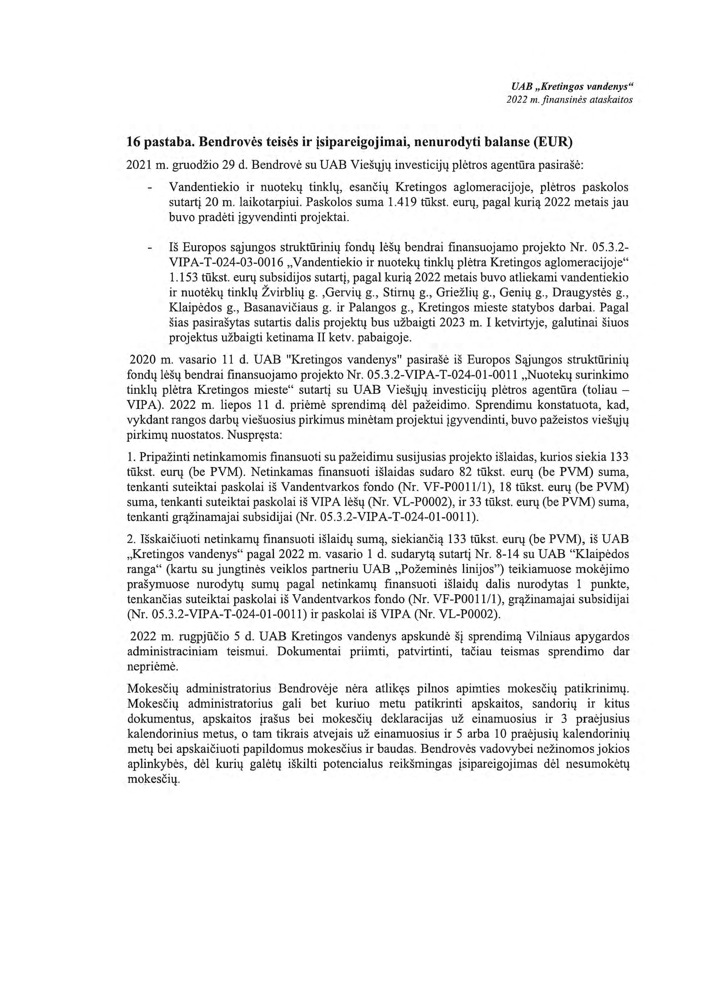 UAB „Kretingos vandenys“
2022 m. finansinės ataskaitos
16 pastaba. Bendrovės teisės ir įsipareigojimai, nenurodyti balanse (EUR)
2021 m. gruodžio 29 d. Bendrovė su UAB Viešųjų investicijų plėtros agentūra pasirašė:
- Vandentiekio ir nuotekų tinklų, esančių Kretingos aglomeracijoje, plėtros paskolos
sutartį 20 m. laikotarpiui. Paskolos suma 1.419 tūkst. eurų, pagal kurią 2022 metais jau
buvo pradėti įgyvendinti projektai.
- Iš Europos sąjungos struktūrinių fondų lėšų bendrai finansuojamo projekto Nr. 05.3.2-
VIPA-T-024-03-0016 „Vandentiekio ir nuotekų tinklų plėtra Kretingos aglomeracijoje“
1.153 tūkst. eurų subsidijos sutartį, pagal kurią 2022 metais buvo atliekami vandentiekio
ir nuotėkų tinklų Žvirblių g. ,Gervių g., Stirnų g., Griežlių g., Genių g., Draugystės g.,
Klaipėdos g., Basanavičiaus g. ir Palangos g., Kretingos mieste statybos darbai. Pagal
šias pasirašytas sutartis dalis projektų bus užbaigti 2023 m. I ketvirtyje, galutinai šiuos
projektus užbaigti ketinama II ketv. pabaigoje.
2020 m. vasario 11 d. UAB "Kretingos vandenys" pasirašė iš Europos Sąjungos struktūrinių
fondų lėšų bendrai finansuojamo projekto Nr. 05.3.2-VIPA-T-024-01-0011 „Nuotekų surinkimo
tinklų plėtra Kretingos mieste“ sutartį su UAB Viešųjų investicijų plėtros agentūra (toliau –
VIPA). 2022 m. liepos 11 d. priėmė sprendimą dėl pažeidimo. Sprendimu konstatuota, kad,
vykdant rangos darbų viešuosius pirkimus minėtam projektui įgyvendinti, buvo pažeistos viešųjų
pirkimų nuostatos. Nuspręsta:
1. Pripažinti netinkamomis finansuoti su pažeidimu susijusias projekto išlaidas, kurios siekia 133
tūkst. eurų (be PVM). Netinkamas finansuoti išlaidas sudaro 82 tūkst. eurų (be PVM) suma,
tenkanti suteiktai paskolai iš Vandentvarkos fondo (Nr. VF-P0011/1), 18 tūkst. eurų (be PVM)
suma, tenkanti suteiktai paskolai iš VIPA lėšų (Nr. VL-P0002), ir 33 tūkst. eurų (be PVM) suma,
tenkanti grąžinamajai subsidijai (Nr. 05.3.2-VIPA-T-024-01-0011).
2. Išskaičiuoti netinkamų finansuoti išlaidų sumą, siekiančią 133 tūkst. eurų (be PVM), iš UAB
„Kretingos vandenys“ pagal 2022 m. vasario 1 d. sudarytą sutartį Nr. 8-14 su UAB “Klaipėdos
ranga“ (kartu su jungtinės veiklos partneriu UAB „Požeminės linijos”) teikiamuose mokėjimo
prašymuose nurodytų sumų pagal netinkamų finansuoti išlaidų dalis nurodytas 1 punkte,
tenkančias suteiktai paskolai iš Vandentvarkos fondo (Nr. VF-P0011/1), grąžinamajai subsidijai
(Nr. 05.3.2-VIPA-T-024-01-0011) ir paskolai iš VIPA (Nr. VL-P0002).
2022 m. rugpjūčio 5 d. UAB Kretingos vandenys apskundė šį sprendimą Vilniaus apygardos
administraciniam teismui. Dokumentai priimti, patvirtinti, tačiau teismas sprendimo dar
nepriėmė.
Mokesčių administratorius Bendrovėje nėra atlikęs pilnos apimties mokesčių patikrinimų.
Mokesčių administratorius gali bet kuriuo metu patikrinti apskaitos, sandorių ir kitus
dokumentus, apskaitos įrašus bei mokesčių deklaracijas už einamuosius ir 3 praėjusius
kalendorinius metus, o tam tikrais atvejais už einamuosius ir 5 arba 10 praėjusių kalendorinių
metų bei apskaičiuoti papildomus mokesčius ir baudas. Bendrovės vadovybei nežinomos jokios
aplinkybės, dėl kurių galėtų iškilti potencialus reikšmingas įsipareigojimas dėl nesumokėtų
mokesčių.